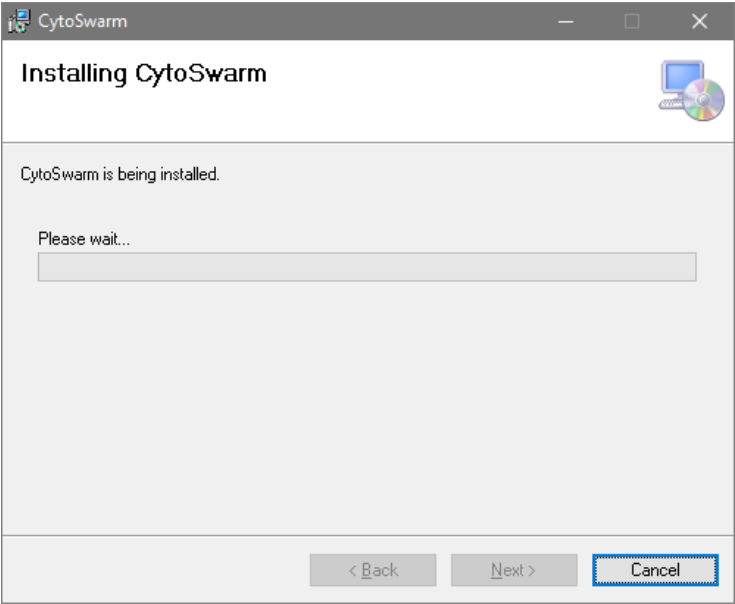 CytoSwarm
Installing CytoSwarm
CytoSwarm is being installed.
Please wait...
< Back
Next >
Cancel